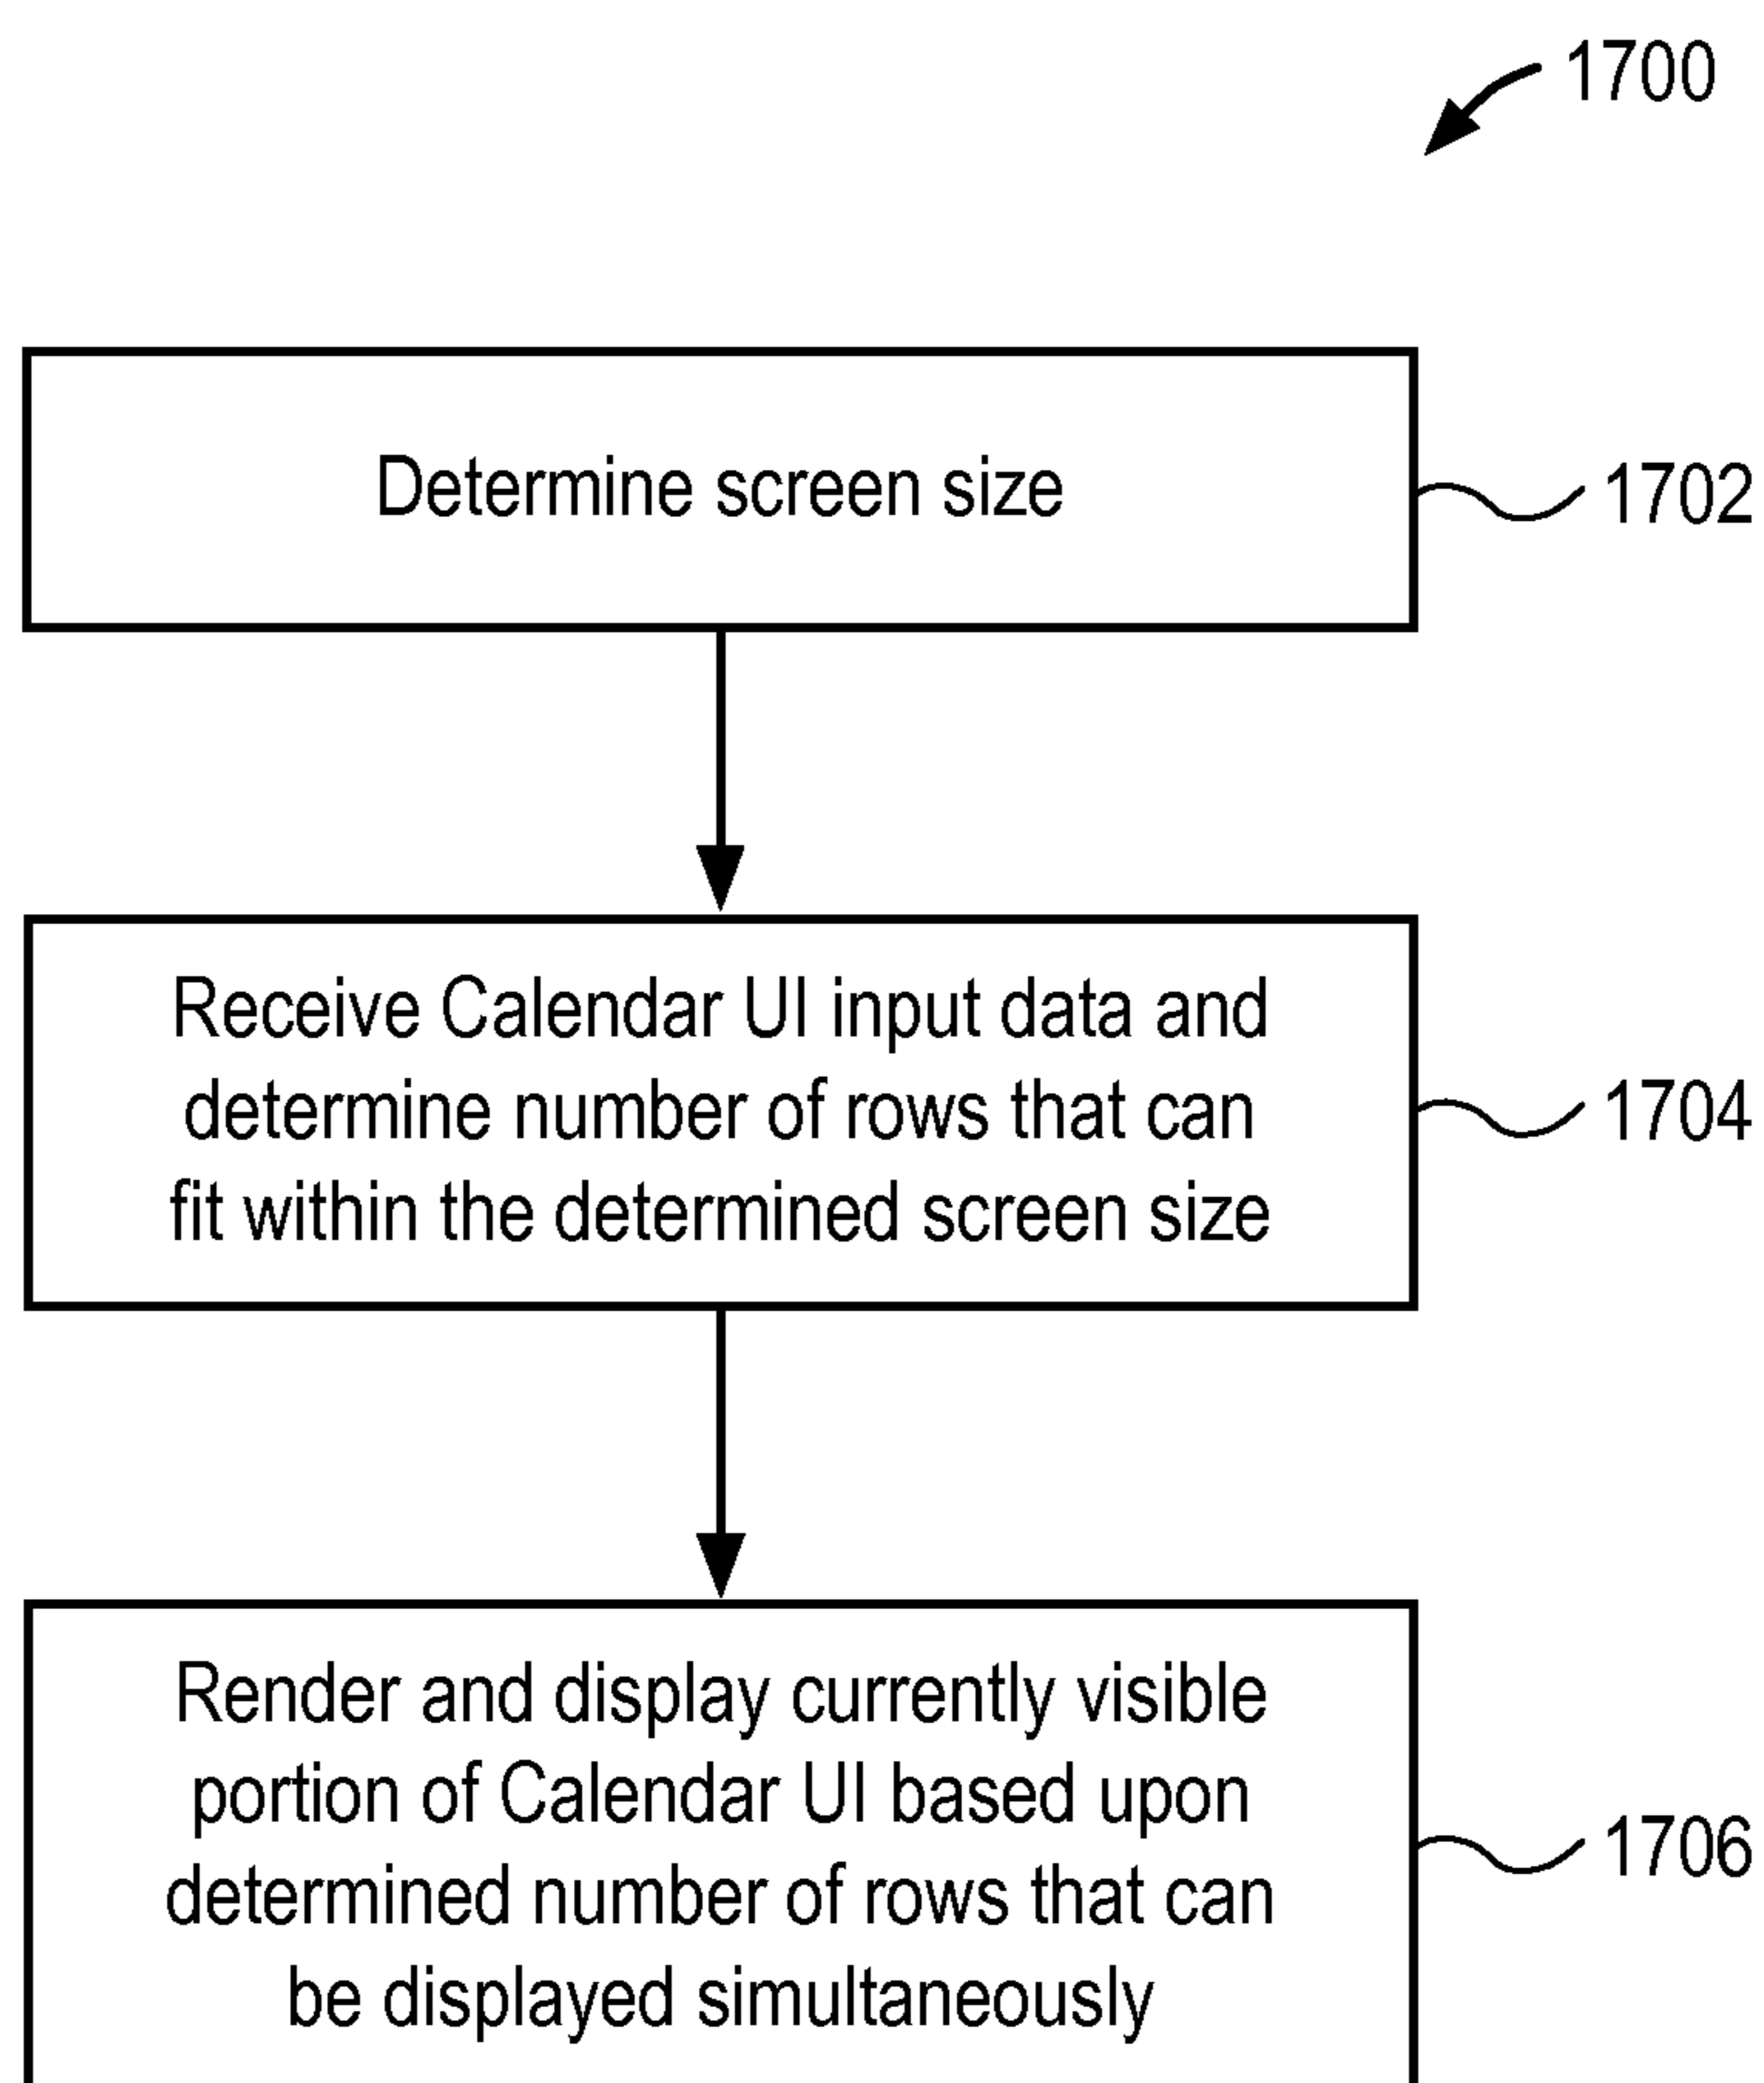 1700
Determine screen size
1702
Receive Calendar UI input data and
determine number of rows that can
fit within the determined screen size
1704
Render and display currently visible
portion of Calendar UI based upon
determined number of rows that can
be displayed simultaneously
1706